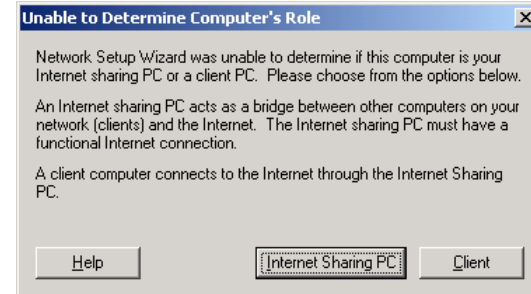 Unable to Determine Computer's Role
Network Setup Wizard was unable to determine if this computer is your
Internet sharing PC or a client PC.  Please choose from the options below.
An Internet sharing PC acts as a bridge between other computers on your
network (clients) and the Internet.  The Internet sharing PC must have a
functional Internet connection.
A client computer connects to the Internet through the Internet Sharing
PC.
Help
Internet Sharing PC
Client